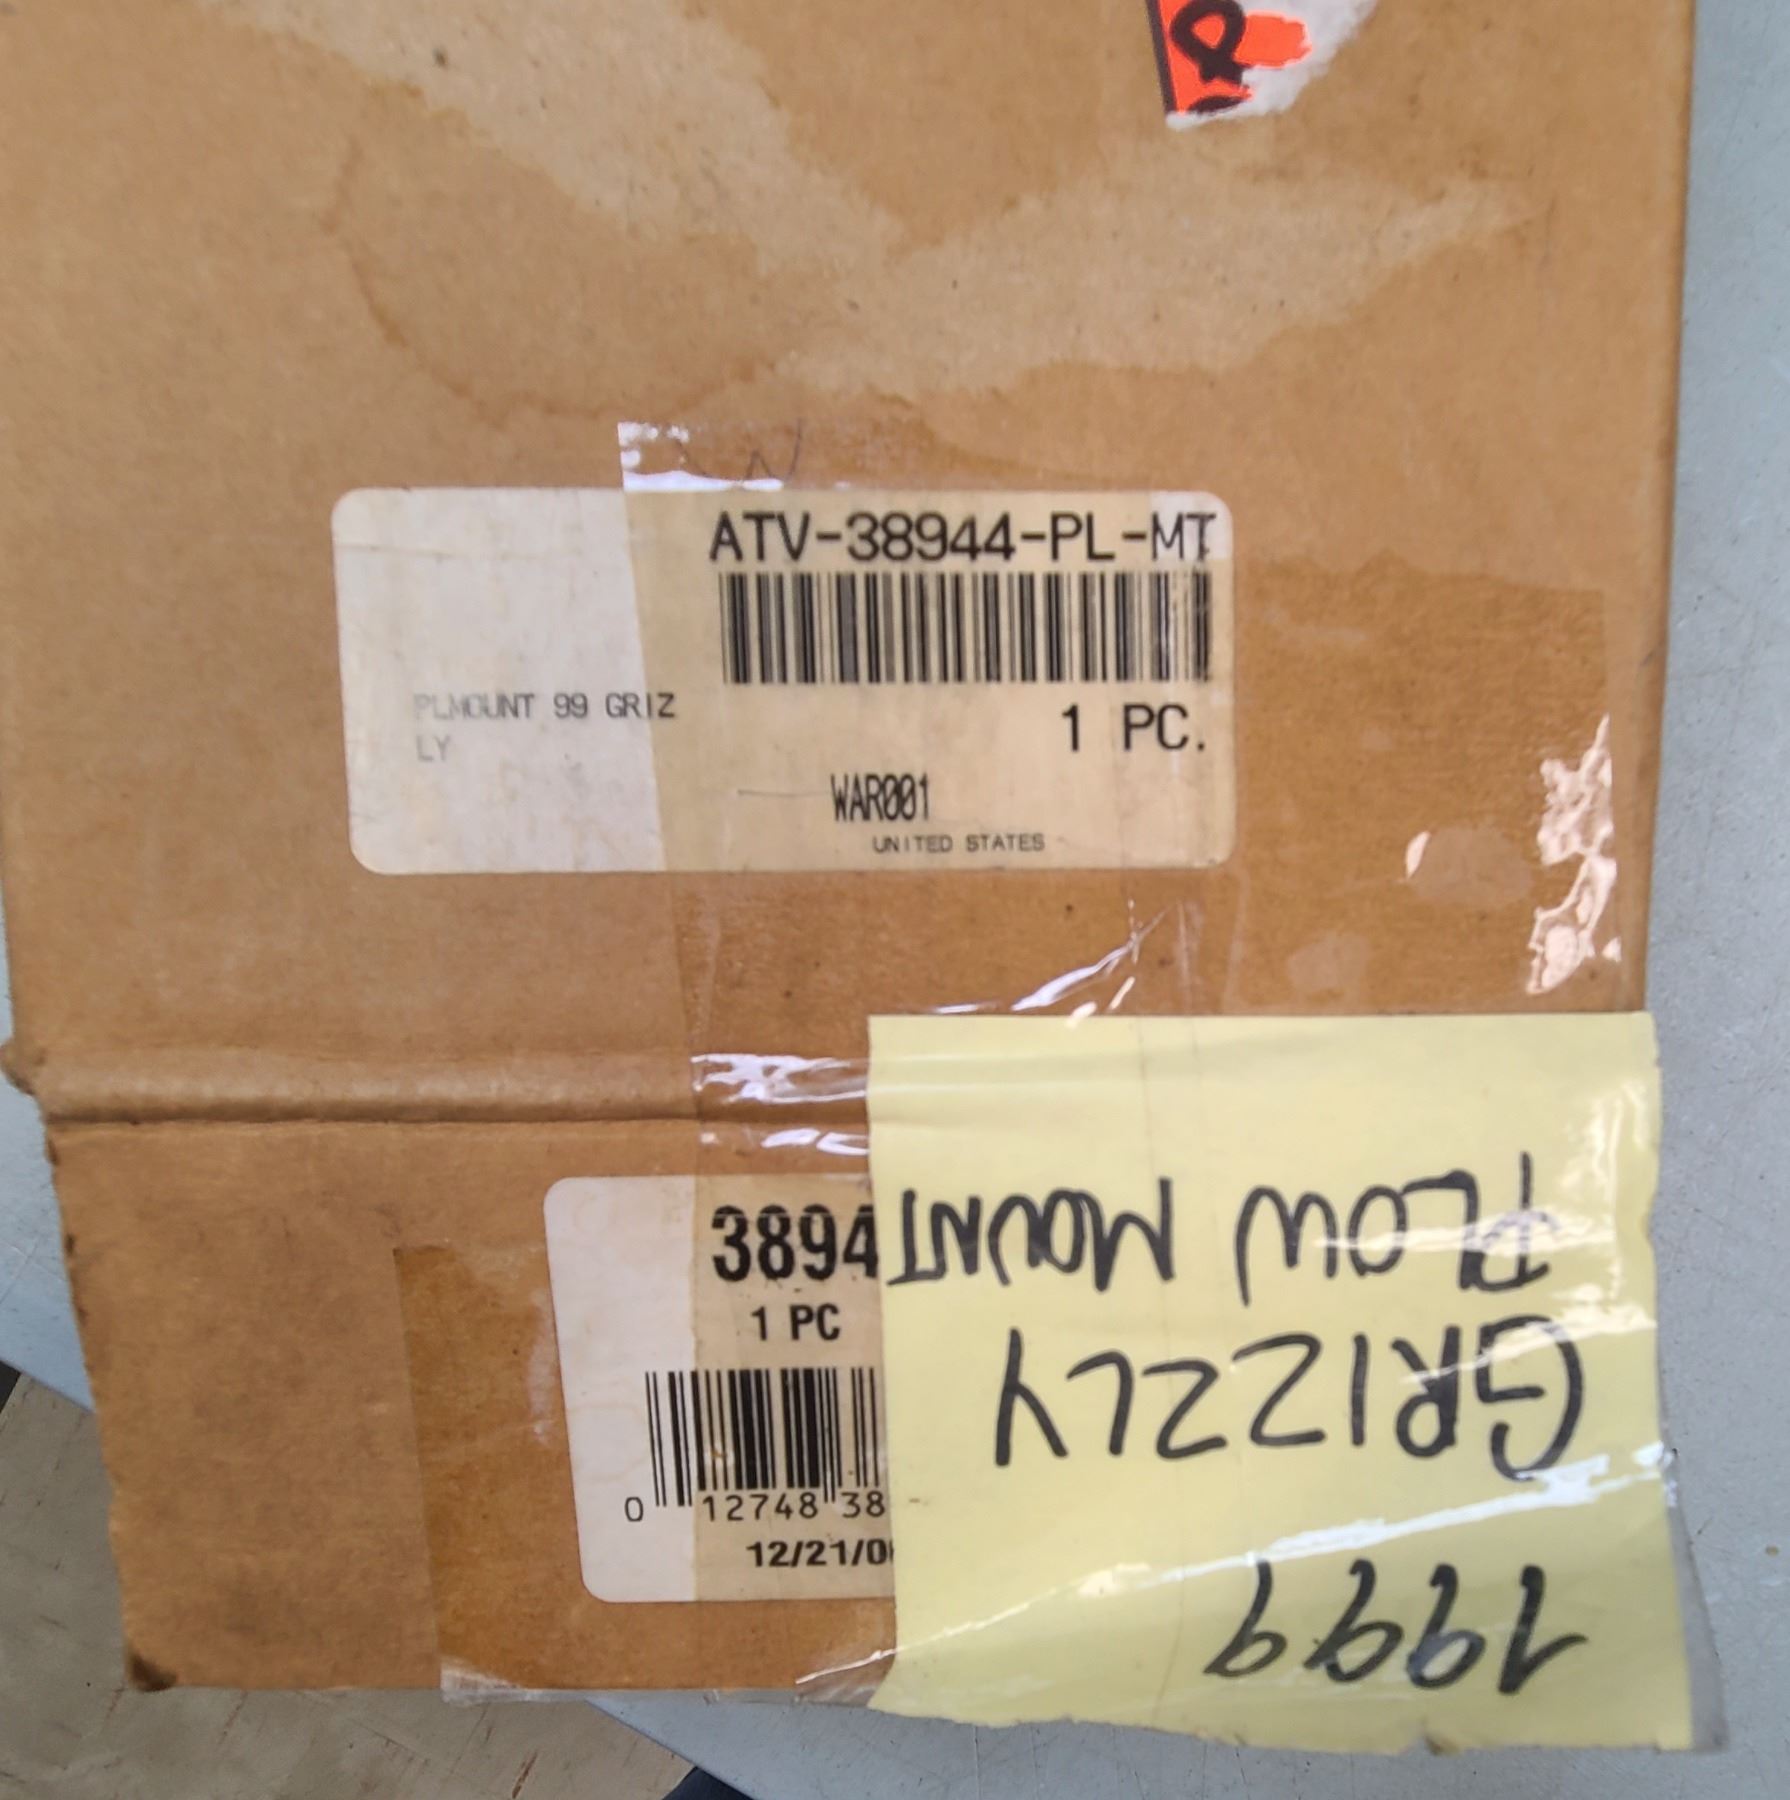 ATV-38944-PL-MT
PLMOUNT 99 GRIZ
LY
1 PC.
WAR001
UNITED STATES
3894
1 PC
0 12748 38
12/21/0
1999
GRIZZLY
PLOW MOUNT